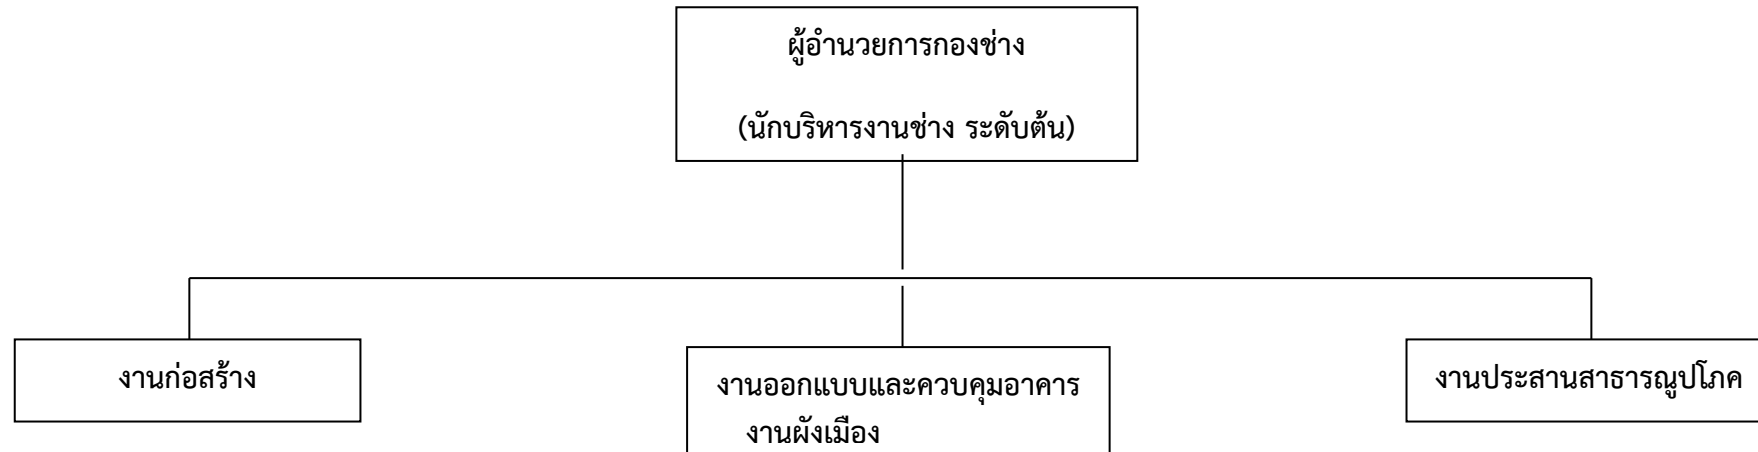 ผู้อำนวยการกองช่าง
(นักบริหารงานช่าง ระดับต้น)
งานก่อสร้าง
งานออกแบบและควบคุมอาคาร
งานผังเมือง
งานประสานสาธารณูปโภค